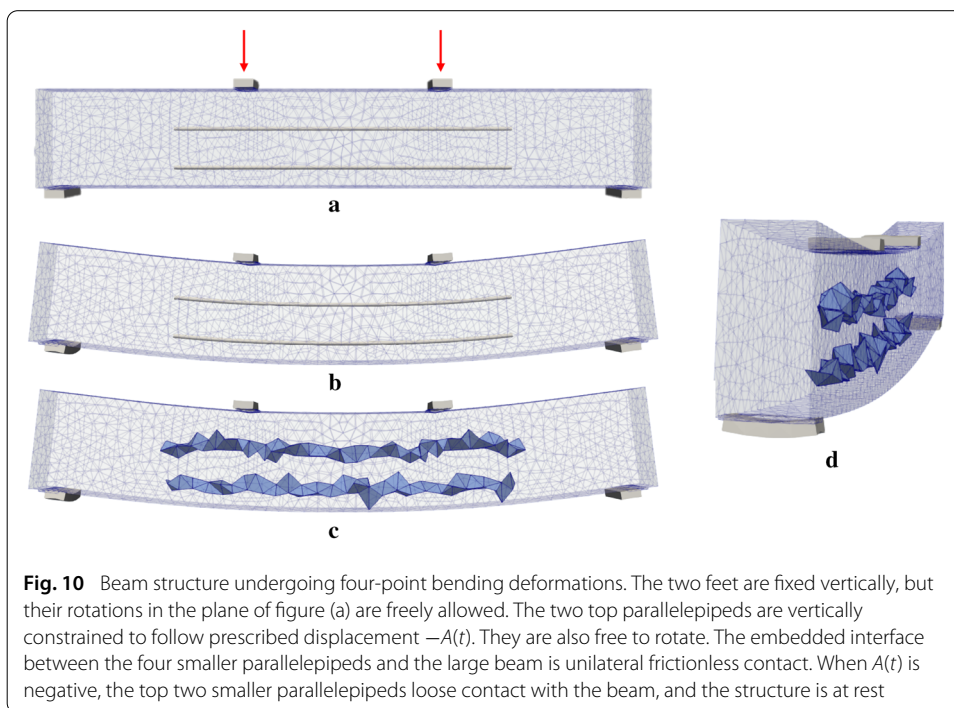 a
b
c
d
Fig. 10 Beam structure undergoing four-point bending deformations. The two feet are fixed vertically, but
their rotations in the plane of figure (a) are freely allowed. The two top parallelepipeds are vertically
constrained to follow prescribed displacement −A(t). They are also free to rotate. The embedded interface
between the four smaller parallelepipeds and the large beam is unilateral frictionless contact. When A(t) is
negative, the top two smaller parallelepipeds loose contact with the beam, and the structure is at rest